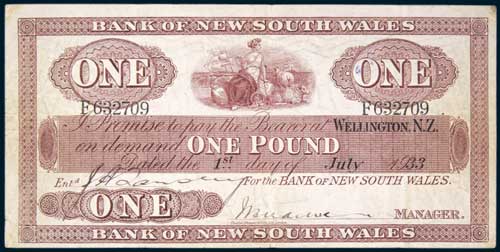 BANK OF NEW SOUTH WALES
ONE ONE
F632709 F632709
I Promise to pay the Bearer at WELLINGTON, N.Z.
on demand ONE POUND
Dated the 1st day of July 1933
Ent'd For the BANK OF NEW SOUTH WALES.
ONE MANAGER.
BANK OF NEW SOUTH WALES